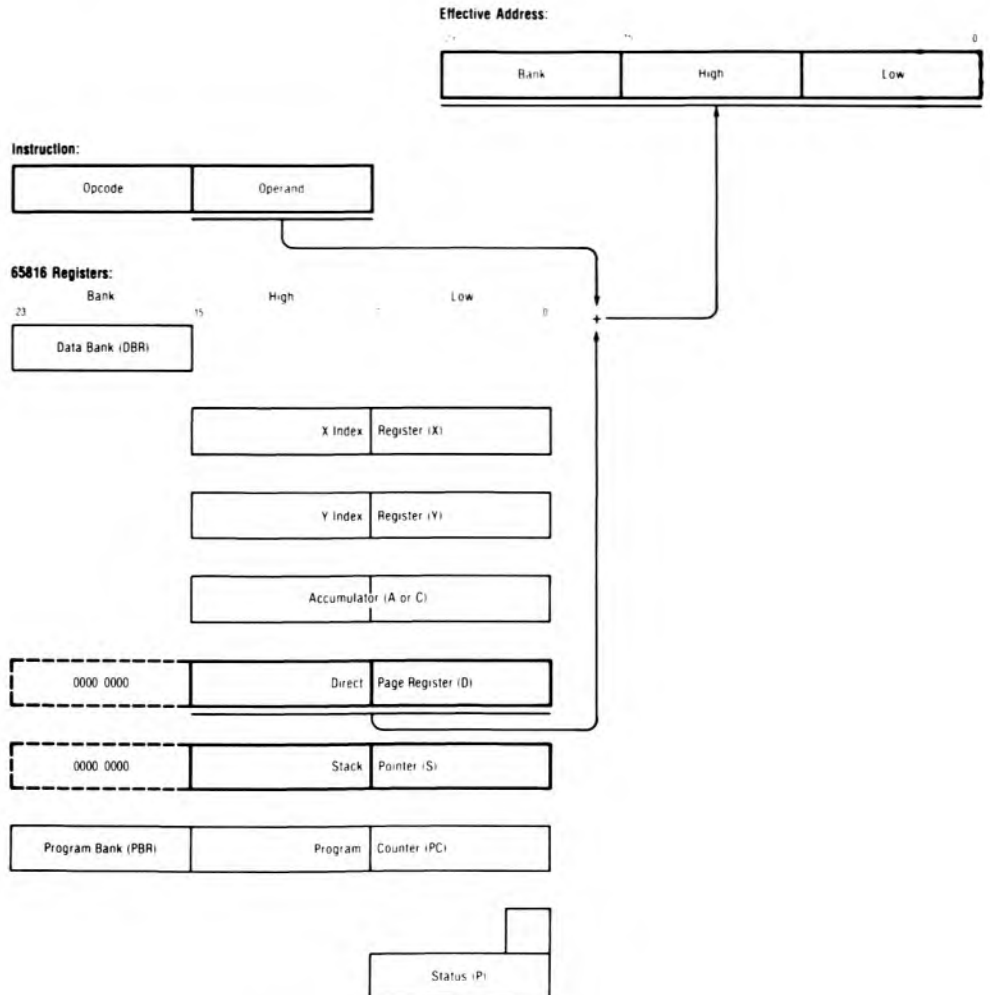 Effective Address:
0
Bank High Low
Instruction:
Opcode Operand
65816 Registers:
Bank High Low
23 15 7 0
Data Bank (DBR)
X Index Register (X)
Y Index Register (Y)
Accumulator (A or C)
+
0000 0000 Direct Page Register (D)
0000 0000 Stack Pointer (S)
Program Bank (PBR) Program Counter (PC)
Status (P)